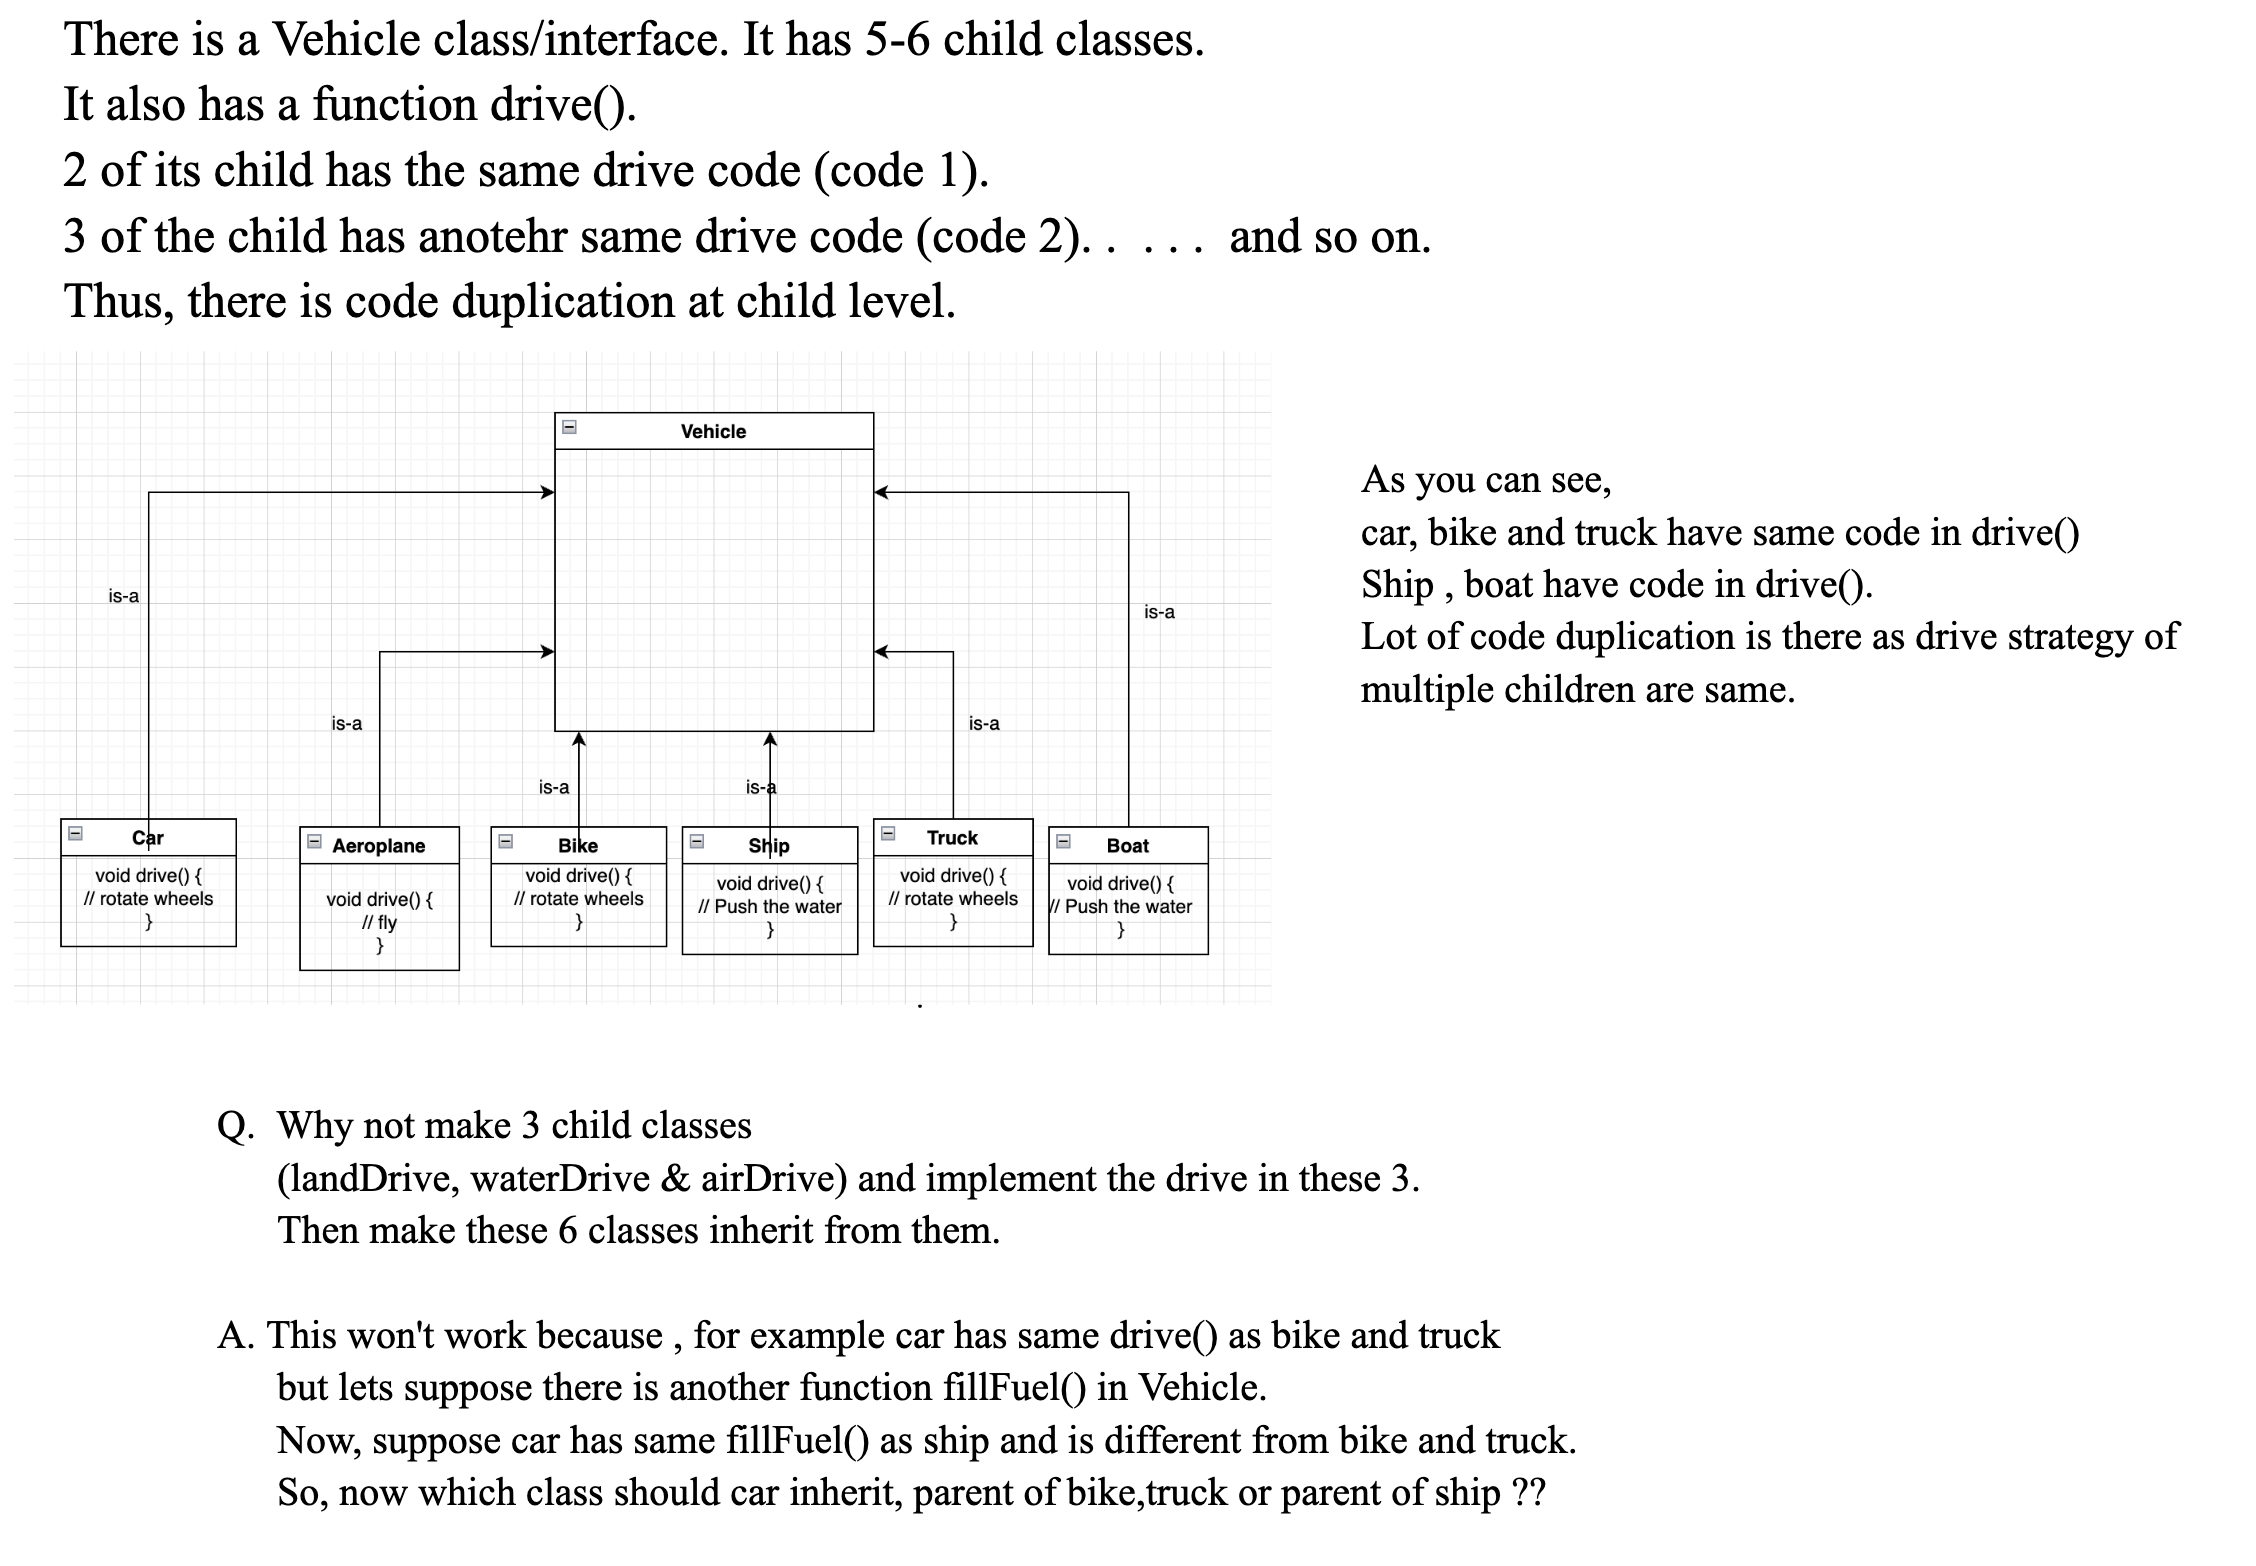 There is a Vehicle class/interface. It has 5-6 child classes.
It also has a function drive().
2 of its child has the same drive code (code 1).
3 of the child has anotehr same drive code (code 2). .  . . .  and so on.
Thus, there is code duplication at child level.
Vehicle
As you can see,
car, bike and truck have same code in drive()
Ship , boat have code in drive().
Lot of code duplication is there as drive strategy of
multiple children are same.
is-a
is-a
is-a
is-a
is-a
is-a
Car
void drive() {
// rotate wheels
}
Aeroplane
void drive() {
// fly
}
Bike
void drive() {
// rotate wheels
}
Ship
void drive() {
// Push the water
}
Truck
void drive() {
// rotate wheels
}
Boat
void drive() {
// Push the water
}
Q. Why not make 3 child classes
(landDrive, waterDrive & airDrive) and implement the drive in these 3.
Then make these 6 classes inherit from them.
A. This won't work because , for example car has same drive() as bike and truck
but lets suppose there is another function fillFuel() in Vehicle.
Now, suppose car has same fillFuel() as ship and is different from bike and truck.
So, now which class should car inherit, parent of bike,truck or parent of ship ??